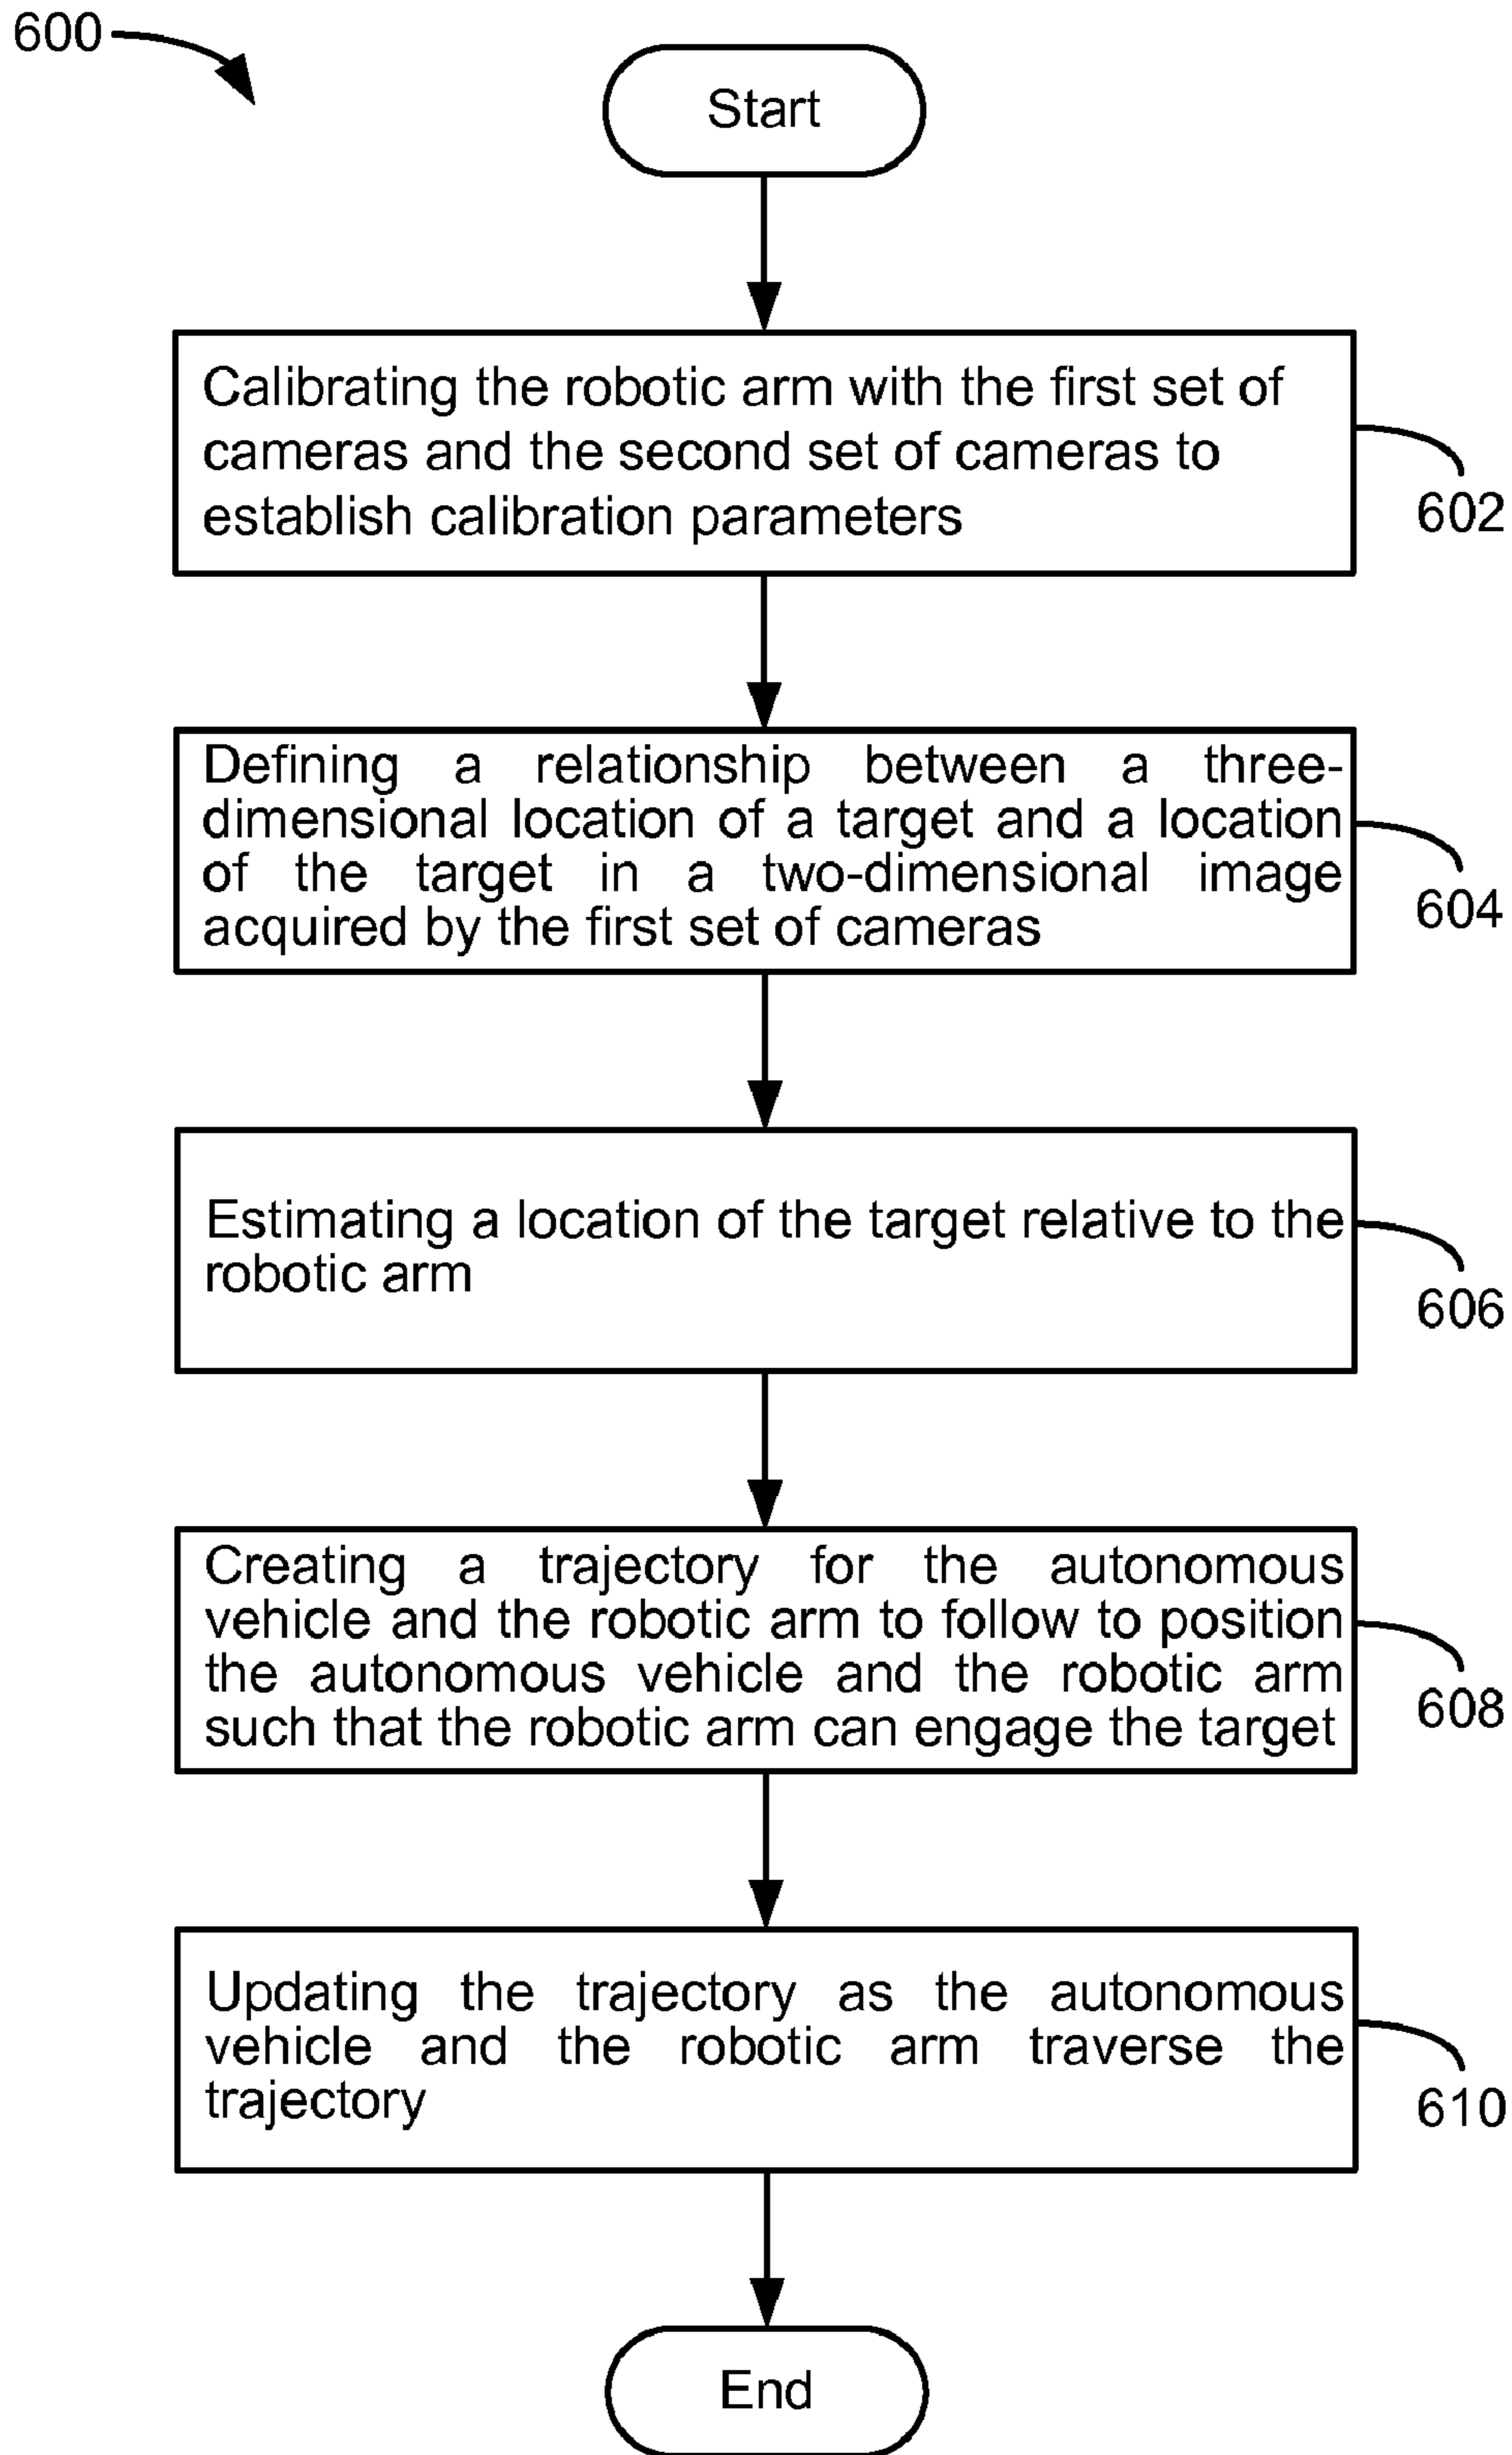 600
Start
Calibrating the robotic arm with the first set of
cameras and the second set of cameras to
establish calibration parameters
602
Defining a relationship between a three-
dimensional location of a target and a location
of the target in a two-dimensional image
acquired by the first set of cameras
604
Estimating a location of the target relative to the
robotic arm
606
Creating a trajectory for the autonomous
vehicle and the robotic arm to follow to position
the autonomous vehicle and the robotic arm
such that the robotic arm can engage the target
608
Updating the trajectory as the autonomous
vehicle and the robotic arm traverse the
trajectory
610
End